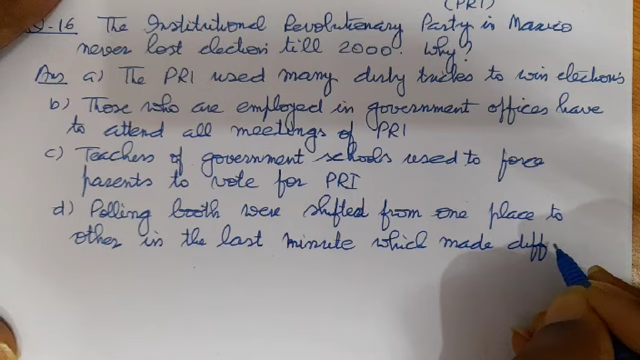 (PRI)
Q-16 The Institutional Revolutionary Party in Mexico
never lost election till 2000. Why?
Ans a) The PRI used many dirty tricks to win elections
b) Those who are employed in government offices have
to attend all meetings of PRI
c) Teachers of government schools used to force
parents to vote for PRI
d) Polling booth were shifted from one place to
other in the last minute which made diff